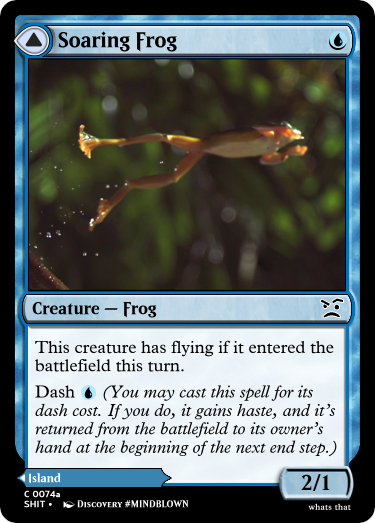 Soaring Frog
Creature — Frog
This creature has flying if it entered the
battlefield this turn.
Dash (You may cast this spell for its
dash cost. If you do, it gains haste, and it's
returned from the battlefield to its owner's
hand at the beginning of the next end step.)
Island
2/1
C 0074a
SHIT • Discovery #MINDBLOWN
whats that